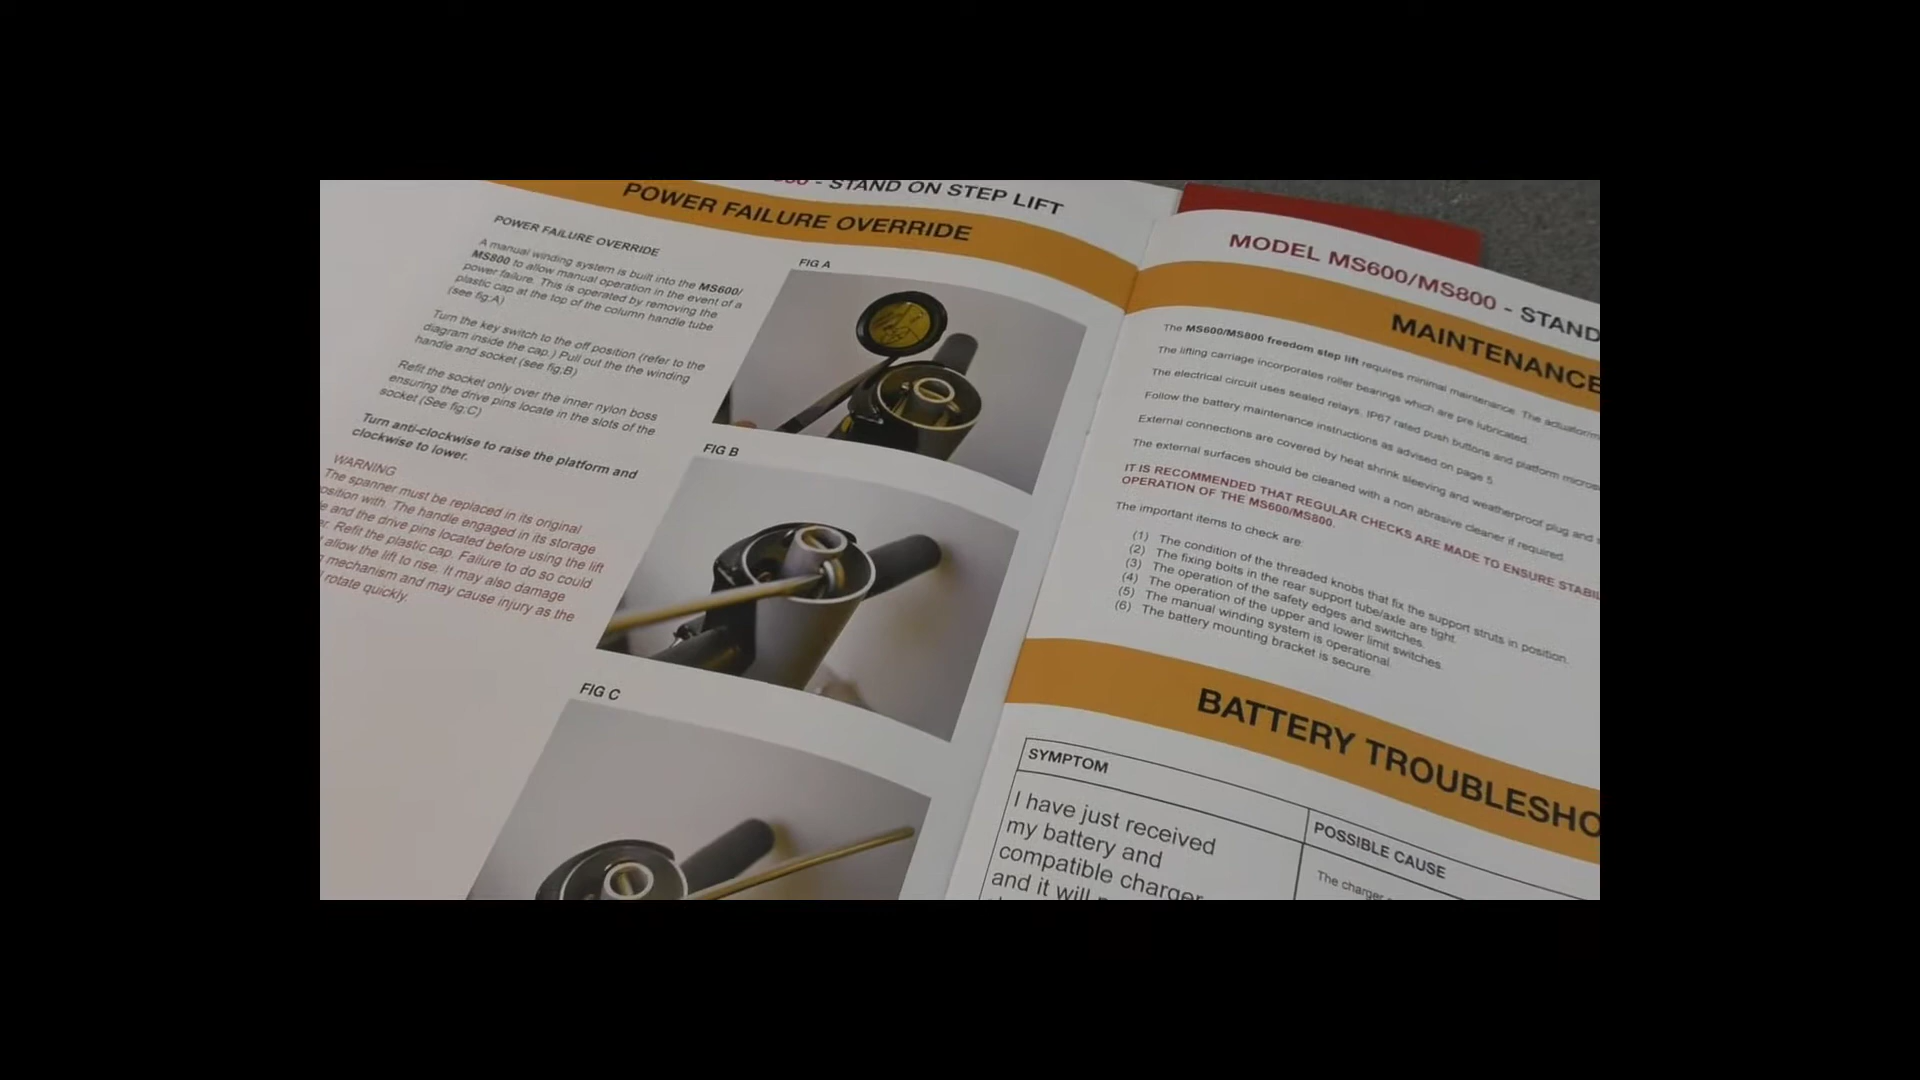 - STAND ON STEP LIFT
POWER FAILURE OVERRIDE
POWER FAILURE OVERRIDE
A manual winding system is built into the MS600/
MS800 to allow manual operation in the event of a
power failure. This is operated by removing the
plastic cap at the top of the column handle tube
(see fig;A)
Turn the key switch to the off position (refer to the
diagram inside the cap.) Pull out the the winding
handle and socket (see fig;B)
Refit the socket only over the inner nylon boss
ensuring the drive pins locate in the slots of the
socket (See fig;C)
Turn anti-clockwise to raise the platform and
clockwise to lower.
WARNING
The spanner must be replaced in its original
position with. The handle engaged in its storage
and the drive pins located before using the lift
Refit the plastic cap. Failure to do so could
allow the lift to rise. It may also damage
mechanism and may cause injury as the
rotate quickly.
FIG A
FIG B
FIG C
MODEL MS600/MS800 - STAND
MAINTENANCE
The MS600/MS800 freedom step lift requires minimal maintenance. The actuator/m
The lifting carriage incorporates roller bearings which are pre lubricated.
The electrical circuit uses sealed relays, IP67 rated push buttons and platform micros
Follow the battery maintenance instructions as advised on page 5
External connections are covered by heat shrink sleeving and weatherproof plug and s
The external surfaces should be cleaned with a non abrasive cleaner if required.
IT IS RECOMMENDED THAT REGULAR CHECKS ARE MADE TO ENSURE STABIL
OPERATION OF THE MS600/MS800.
The important items to check are:
(1) The condition of the threaded knobs that fix the support struts in position.
(2) The fixing bolts in the rear support tube/axle are tight.
(3) The operation of the safety edges and switches.
(4) The operation of the upper and lower limit switches.
(5) The manual winding system is operational.
(6) The battery mounting bracket is secure.
BATTERY TROUBLESHO
SYMPTOM
POSSIBLE CAUSE
I have just received
my battery and
compatible charger
and it will
The charger